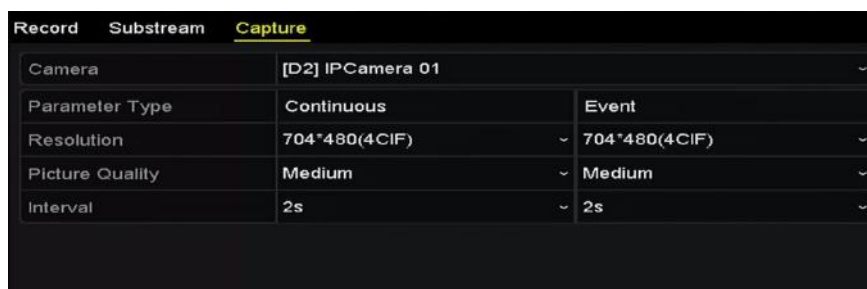 Record Substream Capture
Camera [D2] IPCamera 01
Parameter Type Continuous Event
Resolution 704*480(4CIF) 704*480(4CIF)
Picture Quality Medium Medium
Interval 2s 2s